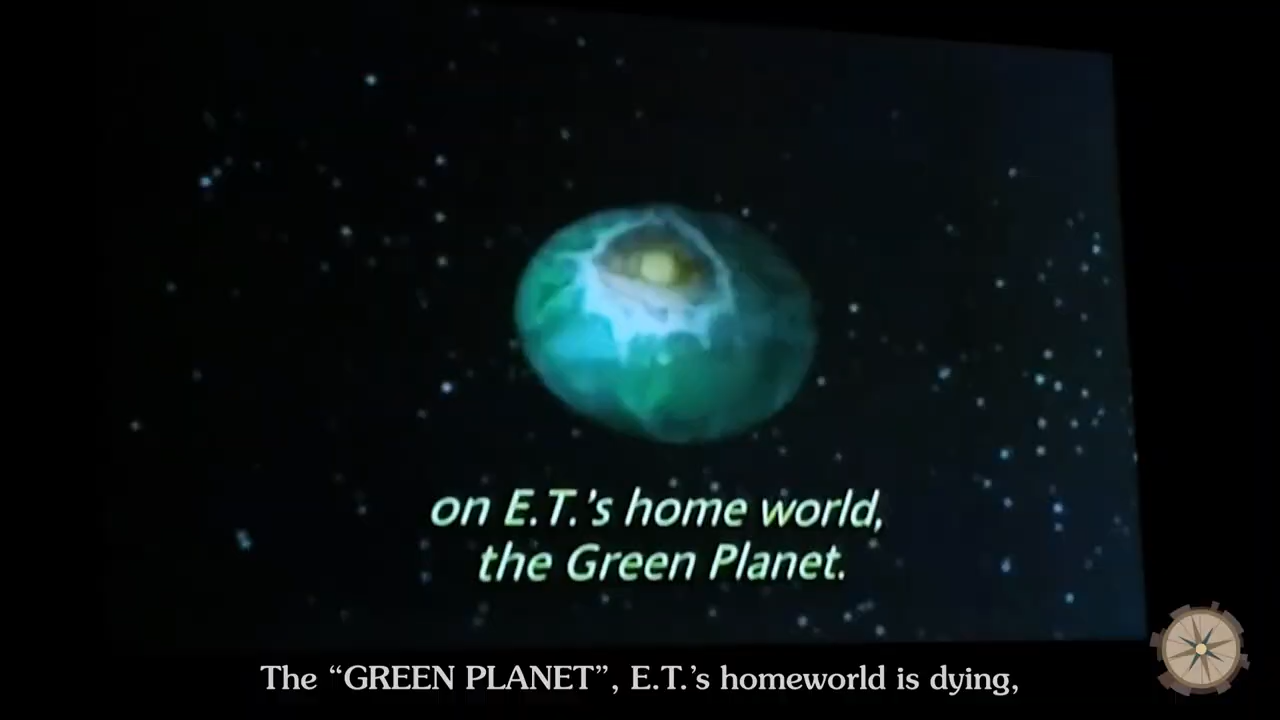 on E.T.'s home world,
the Green Planet.
The “GREEN PLANET”, E.T.'s homeworld is dying,